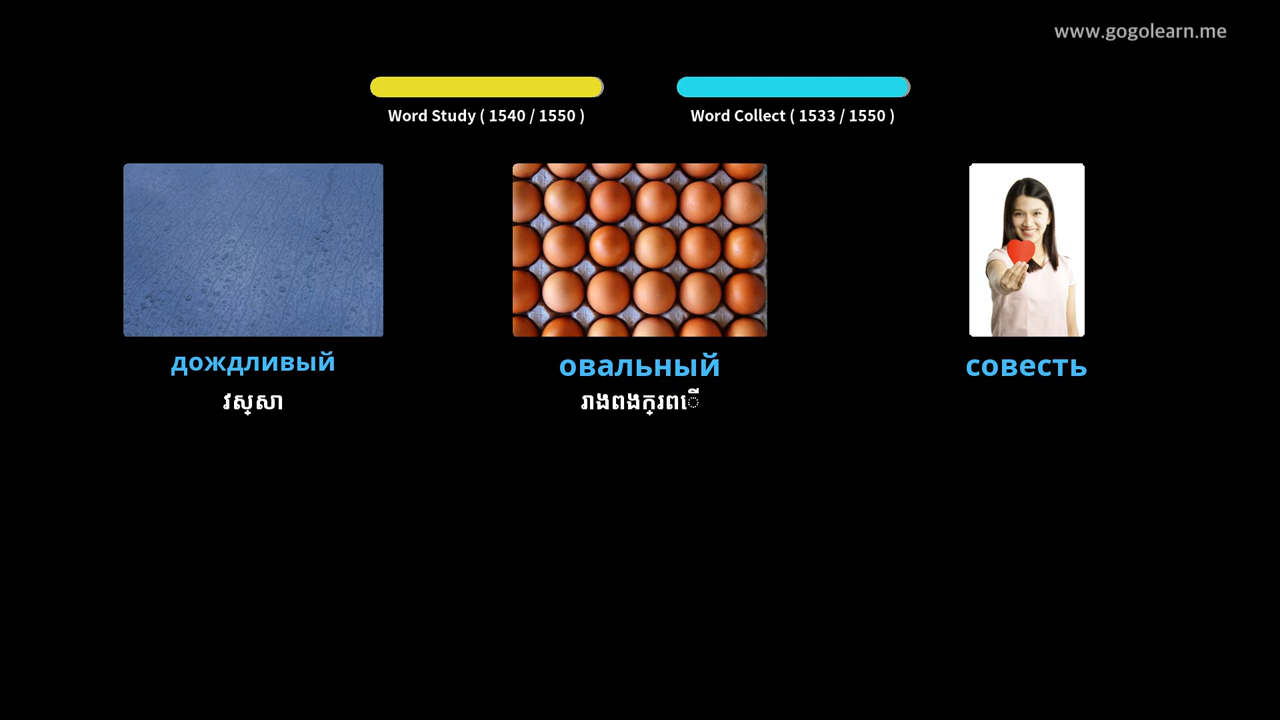 www.gogolearn.me
Word Study ( 1540 / 1550 )
Word Collect ( 1533 / 1550 )
дождливый
овальный
совесть
វស្សា
រាងពងក្រពើ